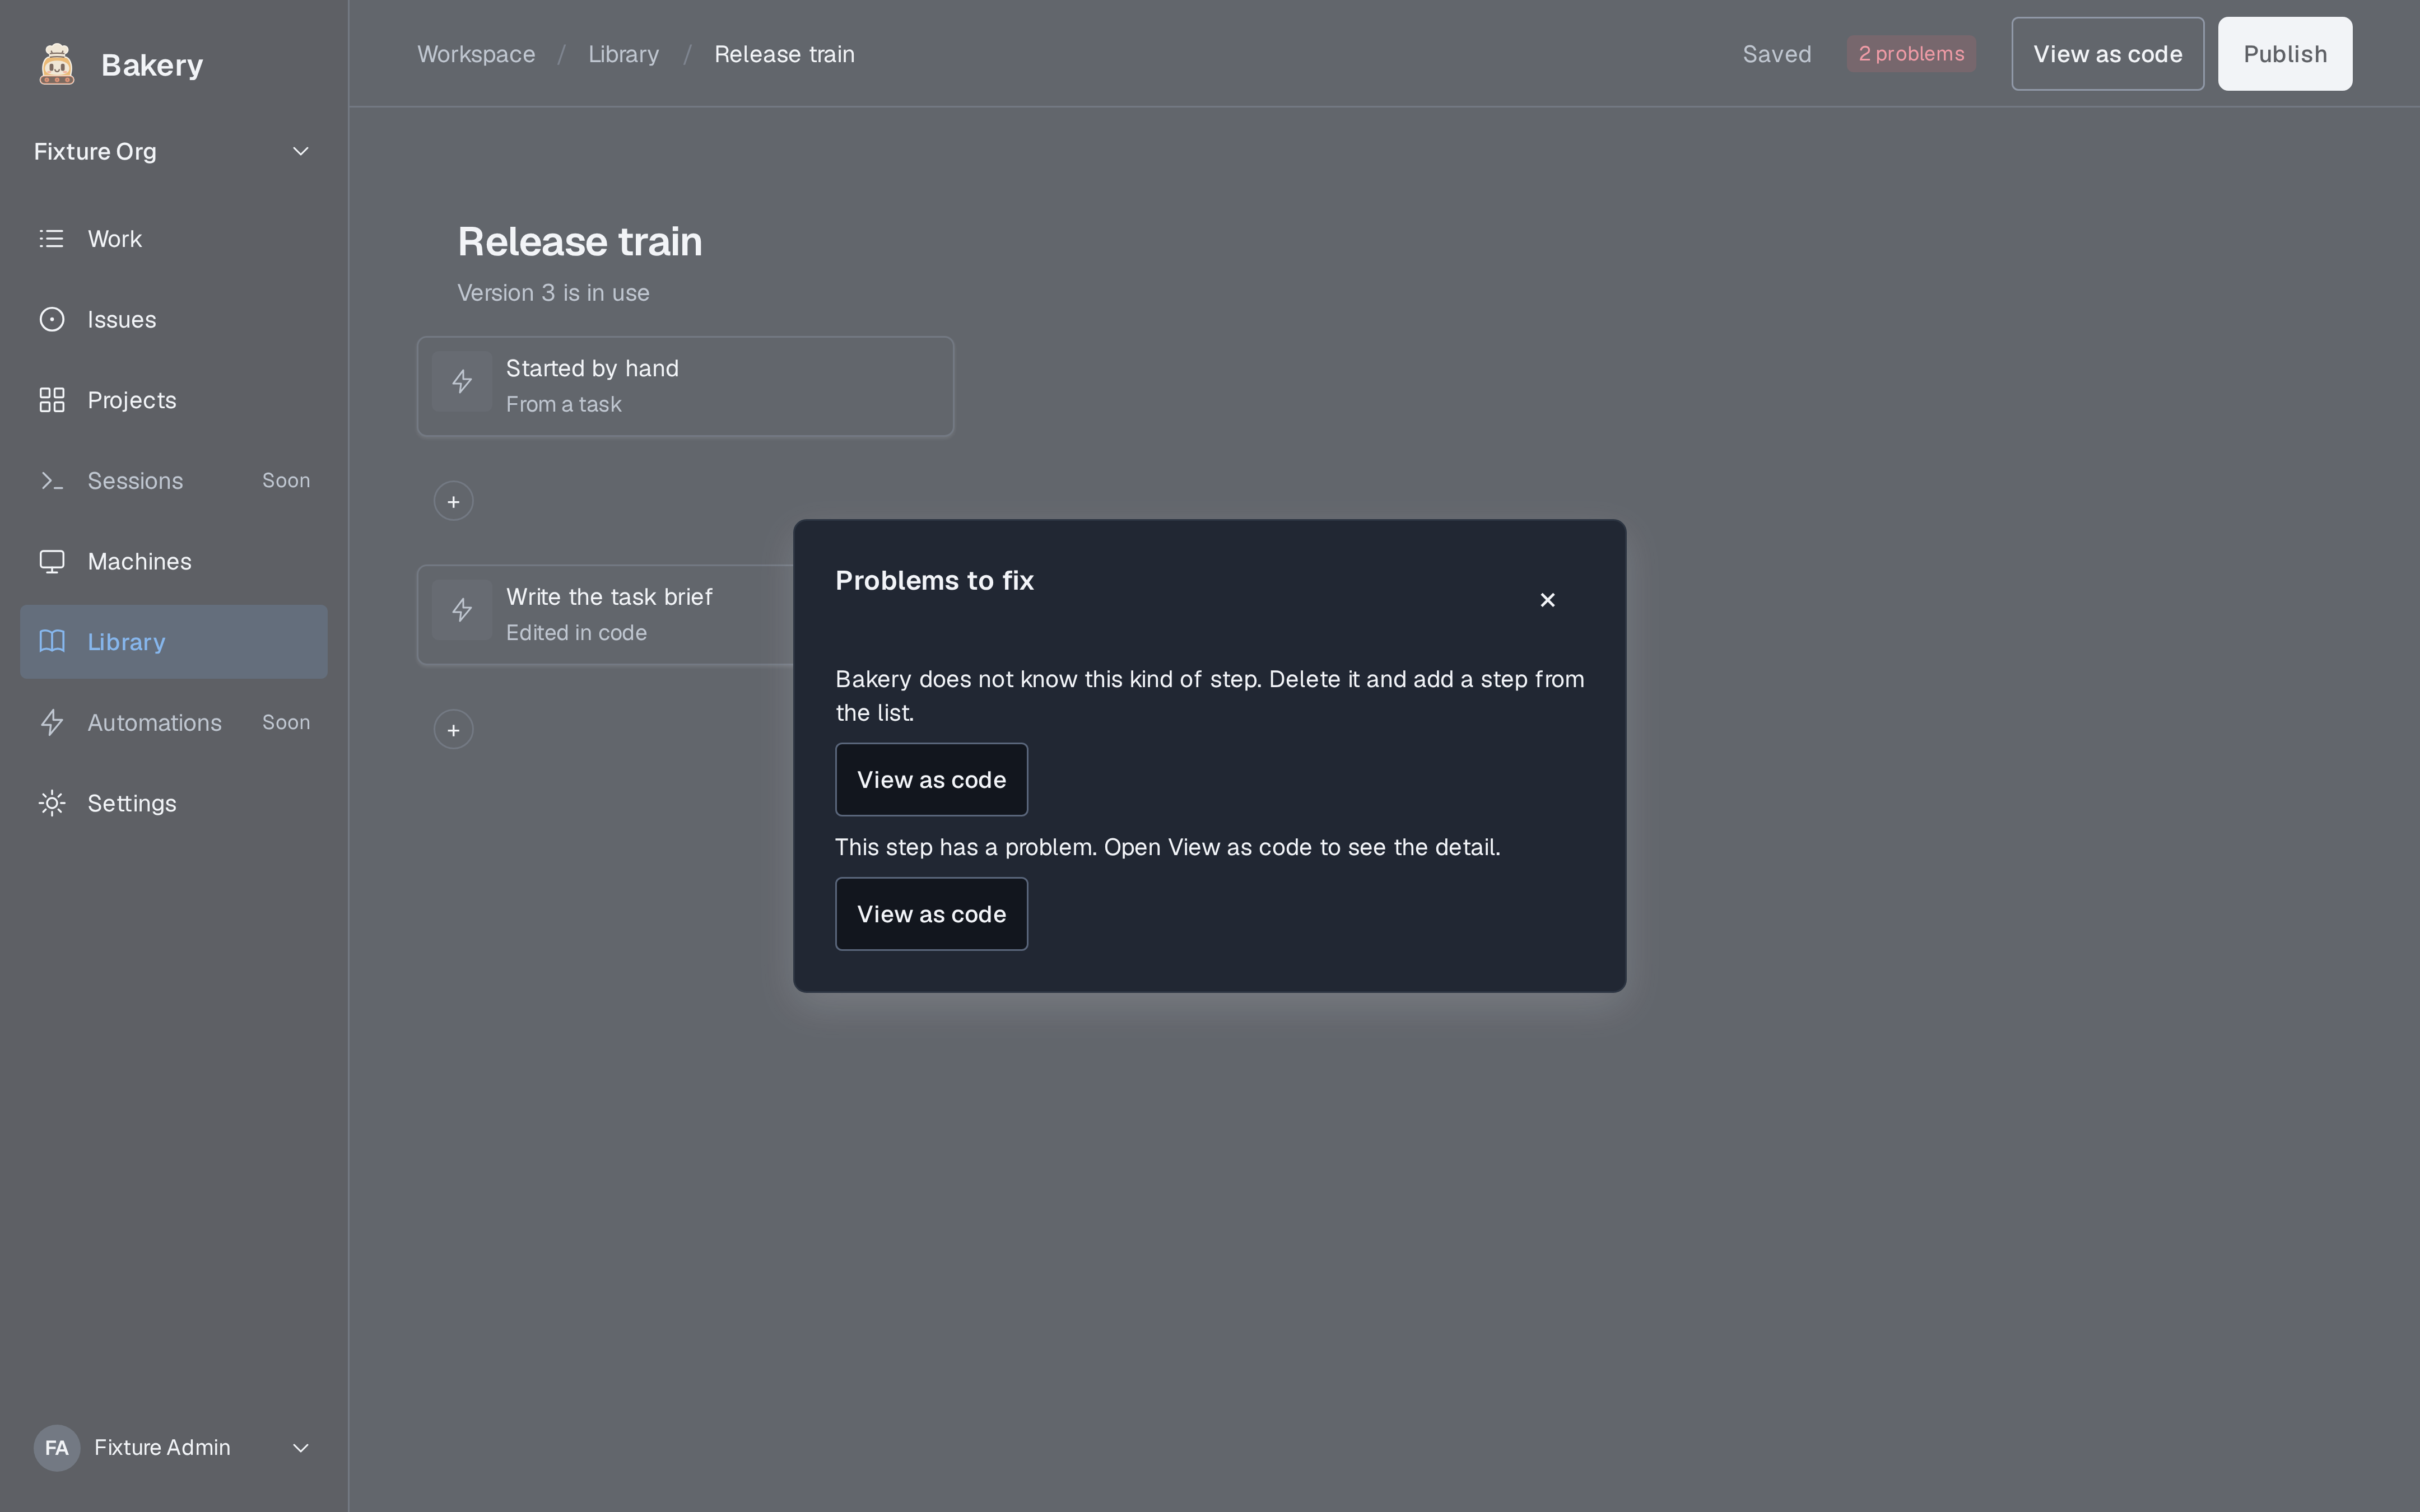 Bakery
Fixture Org
Work
Issues
Projects
Sessions Soon
Machines
Library
Automations Soon
Settings
FA Fixture Admin
Workspace / Library / Release train
Saved
2 problems
View as code
Publish
Release train
Version 3 is in use
Started by hand
From a task
+
Write the task brief
Edited in code
+
Problems to fix
Bakery does not know this kind of step. Delete it and add a step from
the list.
View as code
This step has a problem. Open View as code to see the detail.
View as code